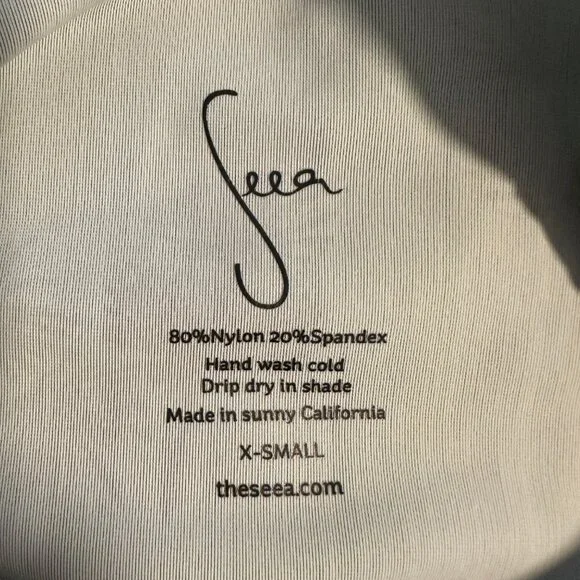 Seea
80%Nylon 20%Spandex
Hand wash cold
Drip dry in shade
Made in sunny California
X-SMALL
theseea.com